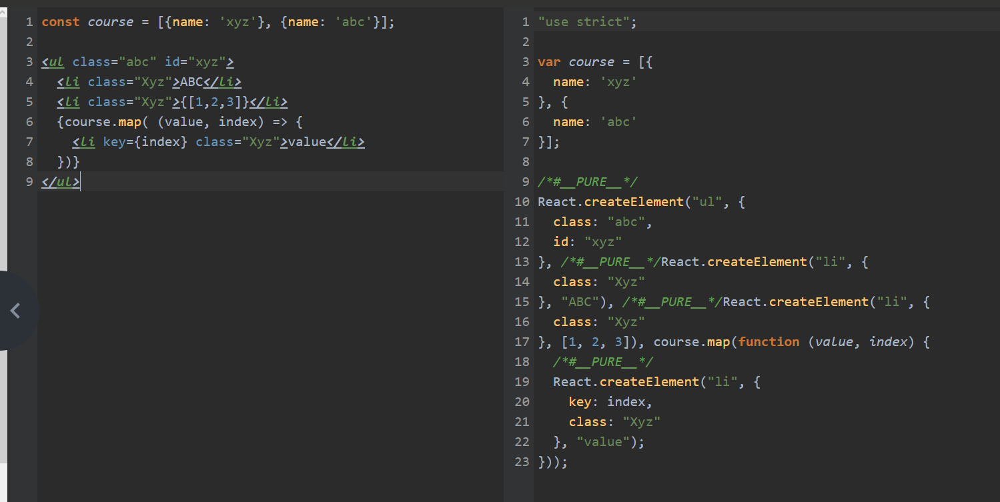 1 const course = [{name: 'xyz'}, {name: 'abc'}];
2
3 <ul class="abc" id="xyz">
4   <li class="Xyz">ABC</li>
5   <li class="Xyz">{[1,2,3]}</li>
6   {course.map( (value, index) => {
7     <li key={index} class="Xyz">value</li>
8   })}
9 </ul>
1 "use strict";
2
3 var course = [{
4   name: 'xyz'
5 }, {
6   name: 'abc'
7 }];
8
9 /*#__PURE__*/
10 React.createElement("ul", {
11   class: "abc",
12   id: "xyz"
13 }, /*#__PURE__*/React.createElement("li", {
14   class: "Xyz"
15 }, "ABC"), /*#__PURE__*/React.createElement("li", {
16   class: "Xyz"
17 }, [1, 2, 3]), course.map(function (value, index) {
18   /*#__PURE__*/
19   React.createElement("li", {
20     key: index,
21     class: "Xyz"
22   }, "value");
23 }));